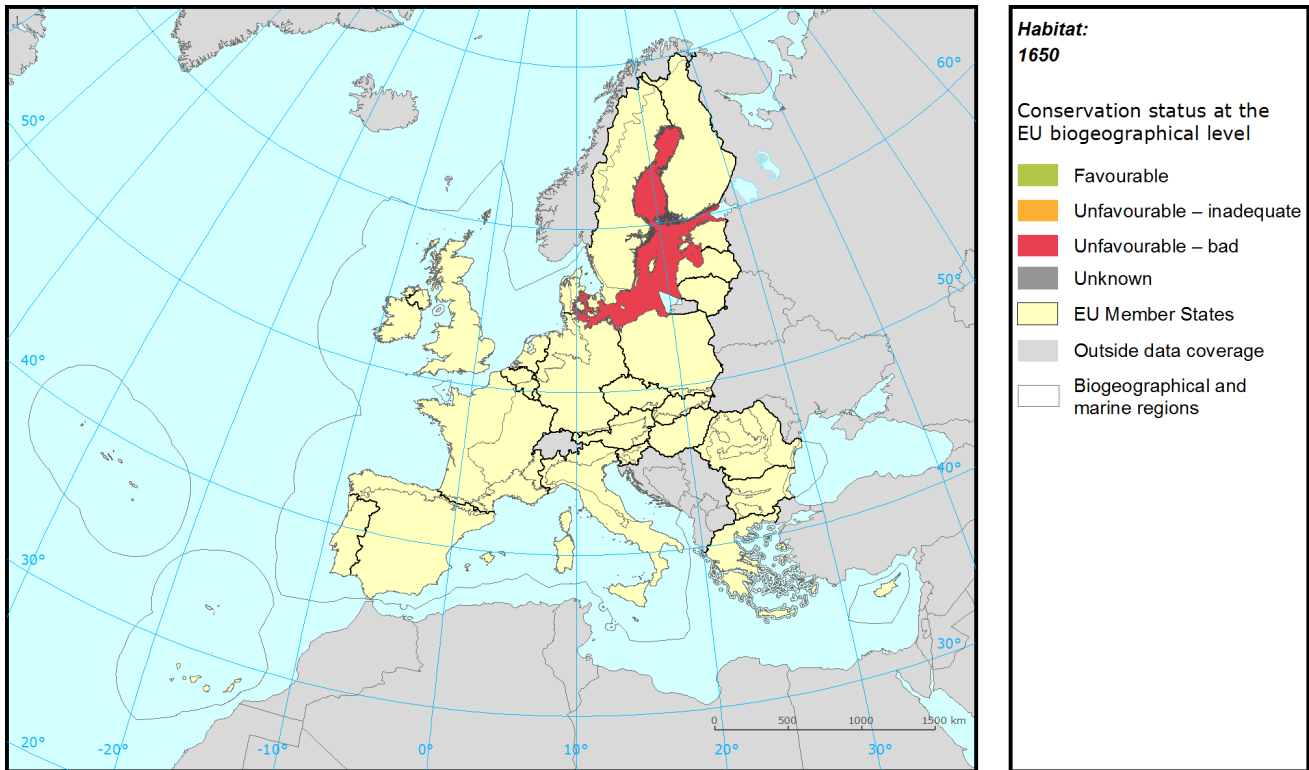 Habitat:
1650
Conservation status at the
EU biogeographical level
Favourable
Unfavourable – inadequate
Unfavourable – bad
Unknown
EU Member States
Outside data coverage
Biogeographical and
marine regions
60°
50°
50°
40°
40°
30°
30°
20°
-20°
-10°
0°
10°
20°
30°
0 500 1000 1500 km